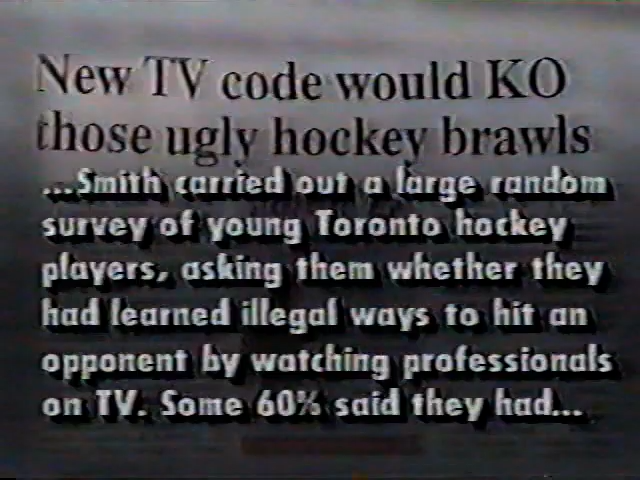 New TV code would KO
those ugly hockey brawls
...Smith carried out a large random
survey of young Toronto hockey
players, asking them whether they
had learned illegal ways to hit an
opponent by watching professionals
on TV. Some 60% said they had...